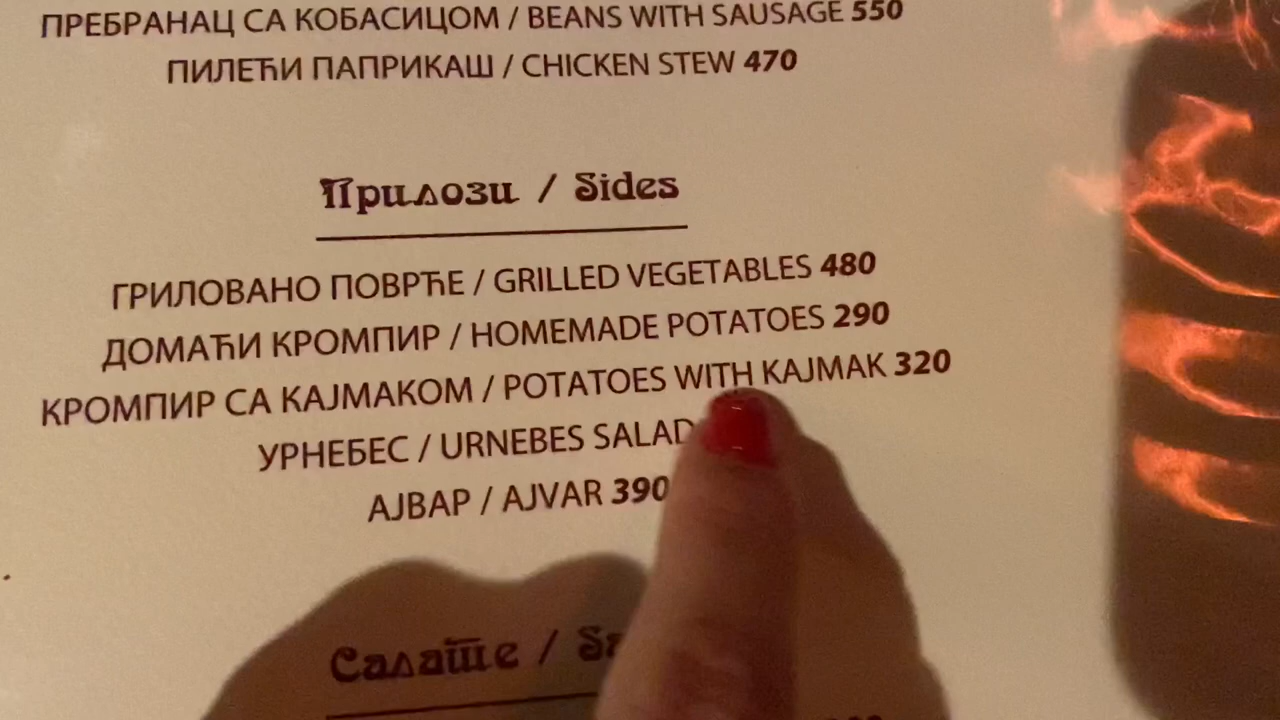 ПРЕБРАНАЦ СА КОБАСИЦОМ / BEANS WITH SAUSAGE 550
ПИЛЕЋИ ПАПРИКАШ / CHICKEN STEW 470
Прилози / Sides
ГРИЛОВАНО ПОВРЋЕ / GRILLED VEGETABLES 480
ДОМАЋИ КРОМПИР / HOMEMADE POTATOES 290
КРОМПИР СА КАЈМАКОМ / POTATOES WITH KAJMAK 320
УРНЕБЕС / URNEBES SALAD
АЈВАР / AJVAR 390
Салате /